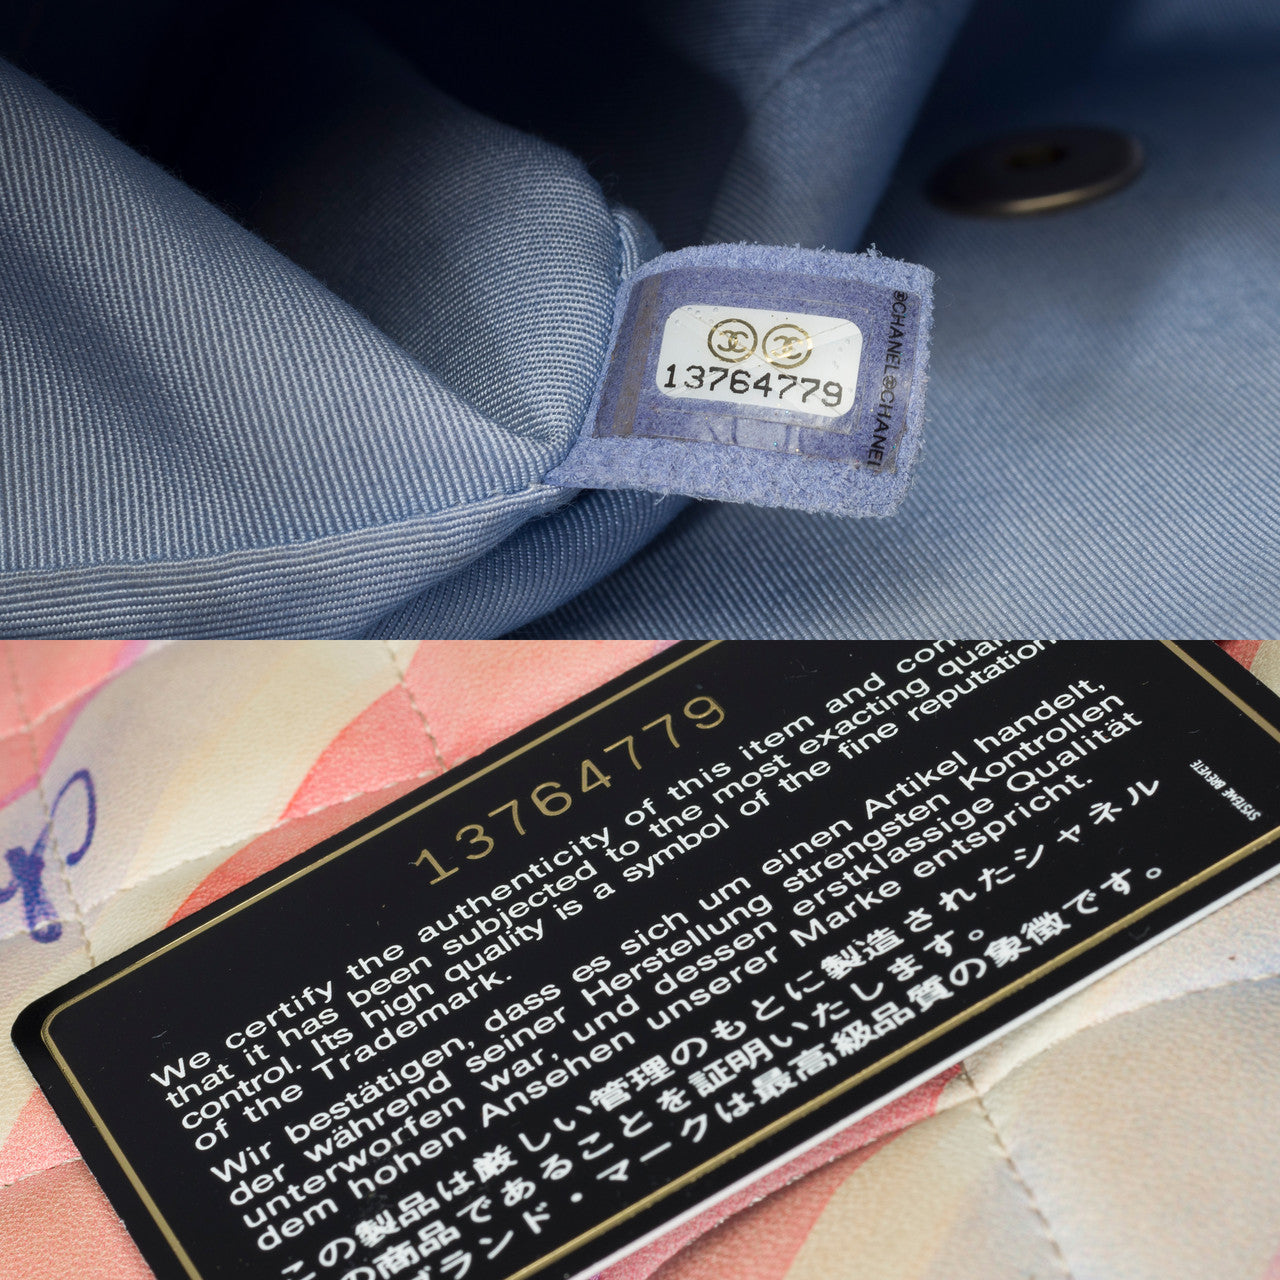 13764779
®CHANEL®CHANEL
13764779
We certify the authenticity of this item and
that it has been subjected to the most exacting
control. Its high quality is a symbol of the fine reputation
of the Trademark.
Wir bestätigen, dass es sich um einen Artikel handelt,
der während seiner Herstellung strengsten Kontrollen
unterworfen war, und dessen erstklassige Qualität
dem hohen Ansehen unserer Marke entspricht.
この製品は厳しい管理のもとに製造されたシャネル
の商品であることを証明いたします。
ブランド・マークは最高級品質の象徴です。
SYSTEME BREVETE